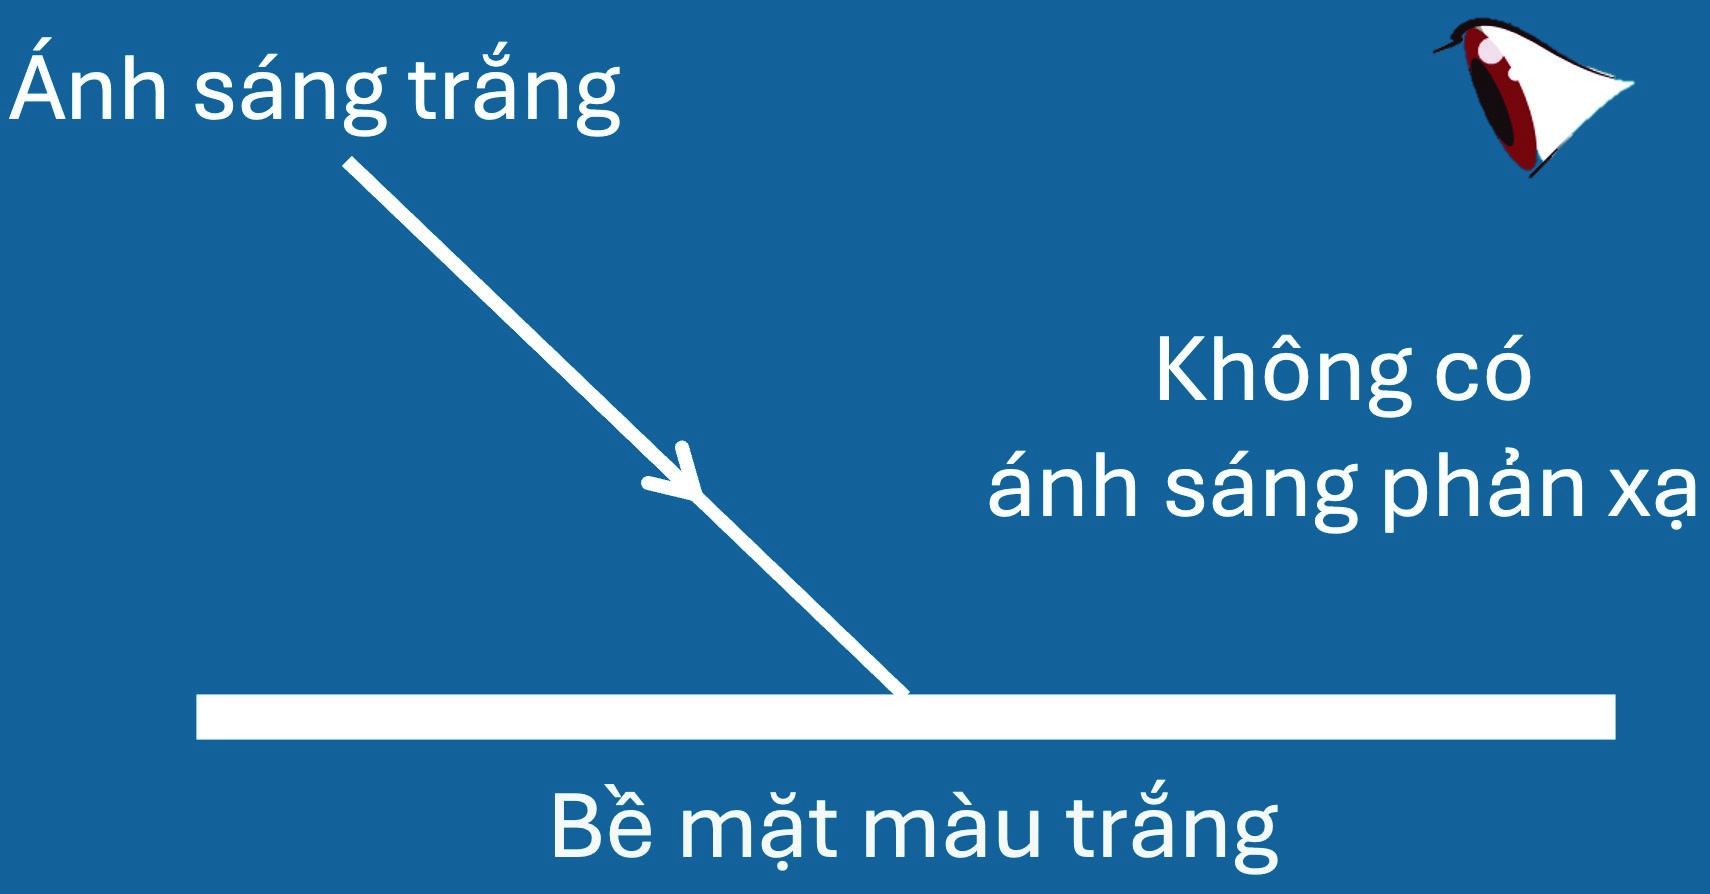 Ánh sáng trắng
Không có
ánh sáng phản xạ
Bề mặt màu trắng